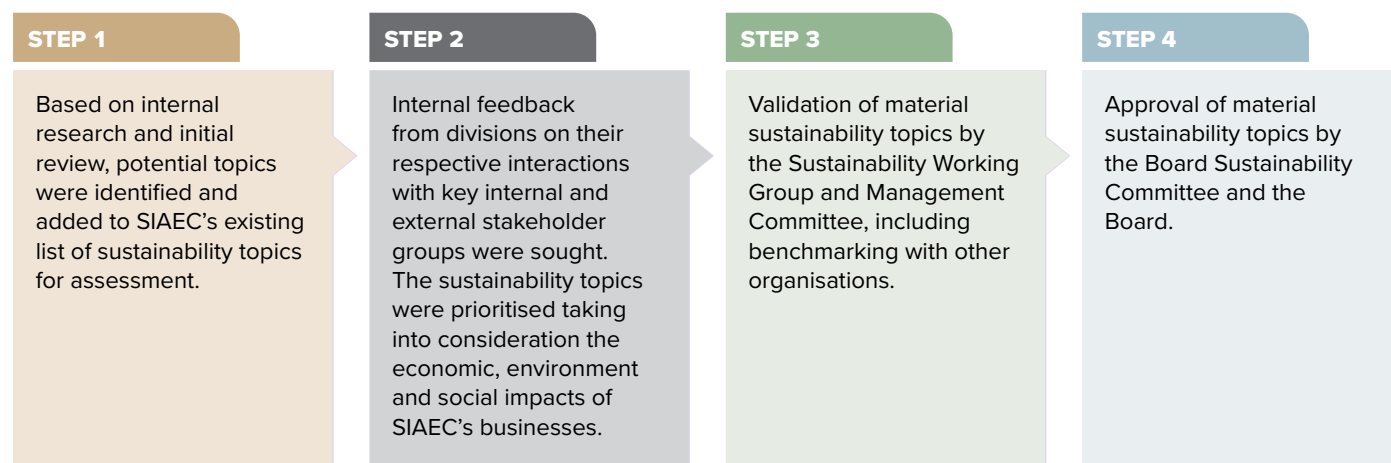 STEP 1
Based on internal
research and initial
review, potential topics
were identified and
added to SIAEC’s existing
list of sustainability topics
for assessment.
STEP 2
Internal feedback
from divisions on their
respective interactions
with key internal and
external stakeholder
groups were sought.
The sustainability topics
were prioritised taking
into consideration the
economic, environment
and social impacts of
SIAEC’s businesses.
STEP 3
Validation of material
sustainability topics by
the Sustainability Working
Group and Management
Committee, including
benchmarking with other
organisations.
STEP 4
Approval of material
sustainability topics by
the Board Sustainability
Committee and the
Board.